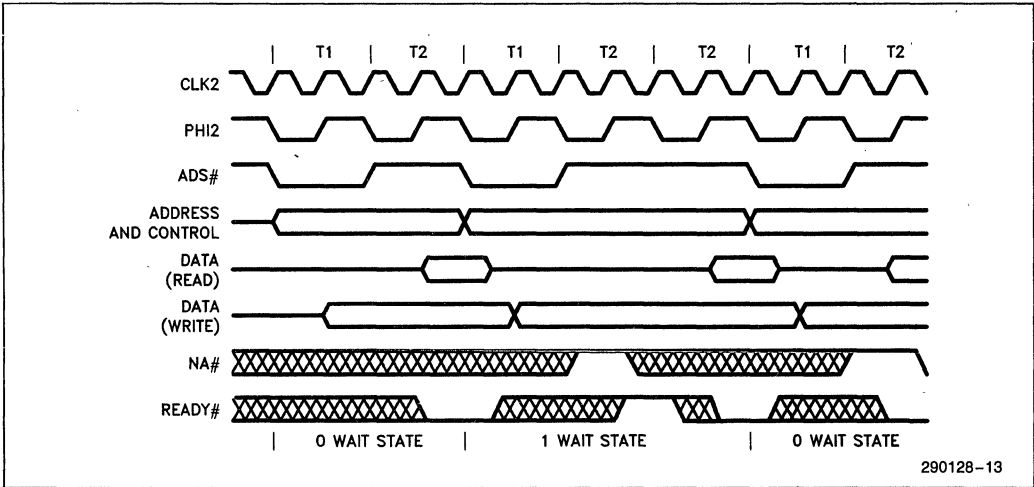 | T1 | T2 | T1 | T2 | T2 | T1 | T2
CLK2
PHI2
ADS#
ADDRESS
AND CONTROL
DATA
(READ)
DATA
(WRITE)
NA#
READY#
| 0 WAIT STATE | 1 WAIT STATE | 0 WAIT STATE
290128-13